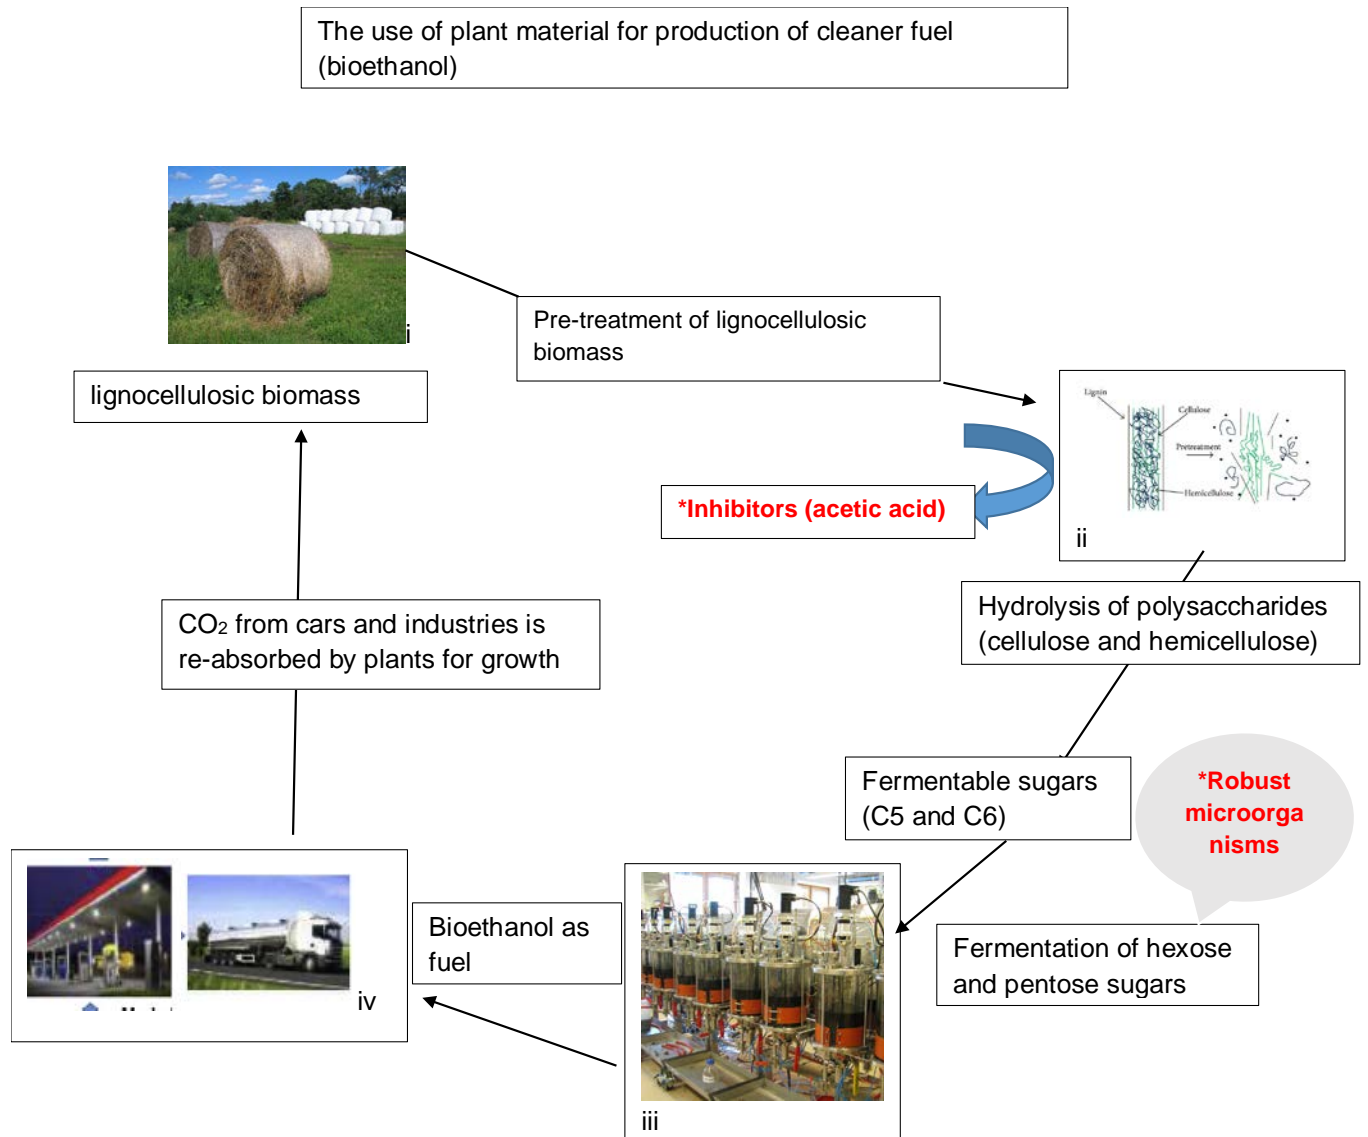 The use of plant material for production of cleaner fuel
(bioethanol)
i
Pre-treatment of lignocellulosic
biomass
lignocellulosic biomass
Lignin
Cellulose
Pretreatment
Hemicellulose
ii
*Inhibitors (acetic acid)
Hydrolysis of polysaccharides
(cellulose and hemicellulose)
CO₂ from cars and industries is
re-absorbed by plants for growth
Fermentable sugars
(C5 and C6)
*Robust
microorga
nisms
Fermentation of hexose
and pentose sugars
Bioethanol as
fuel
iv
iii